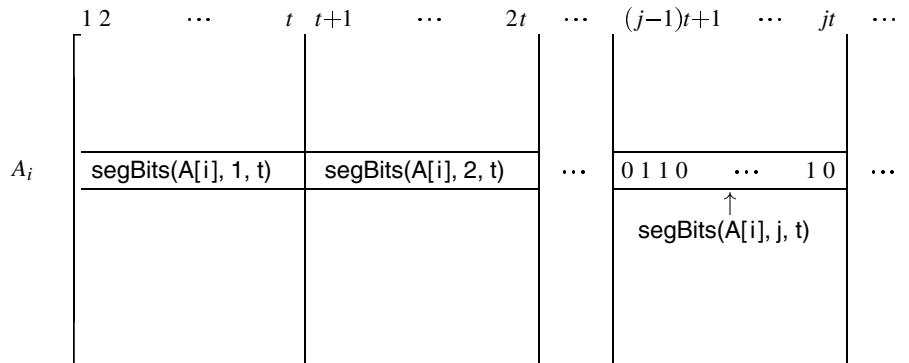 1 2 ⋯ t t+1 ⋯ 2t ⋯ (j−1)t+1 ⋯ jt ⋯
A_i segBits(A[i], 1, t) segBits(A[i], 2, t) ⋯ 0 1 1 0 ⋯ 1 0 ⋯
↑
segBits(A[i], j, t)